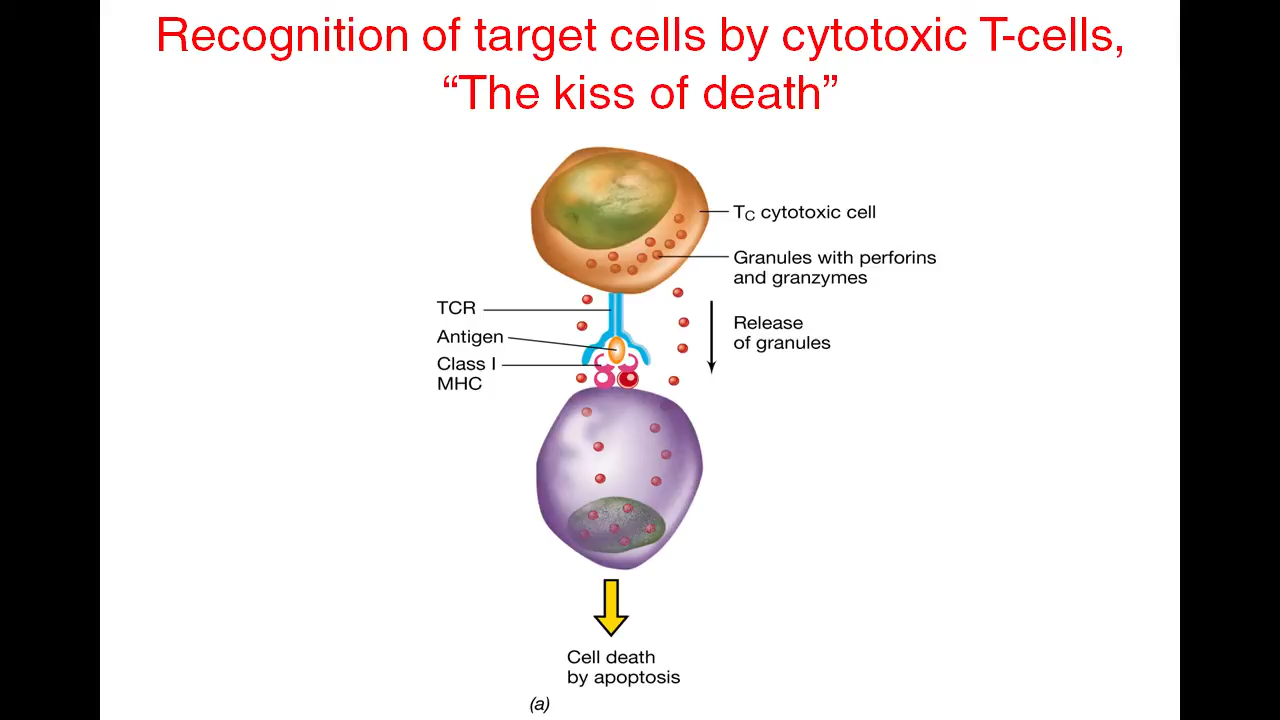 Recognition of target cells by cytotoxic T-cells,
“The kiss of death”
TC cytotoxic cell
Granules with perforins
and granzymes
TCR
Release
of granules
Antigen
Class I
MHC
Cell death
by apoptosis
(a)